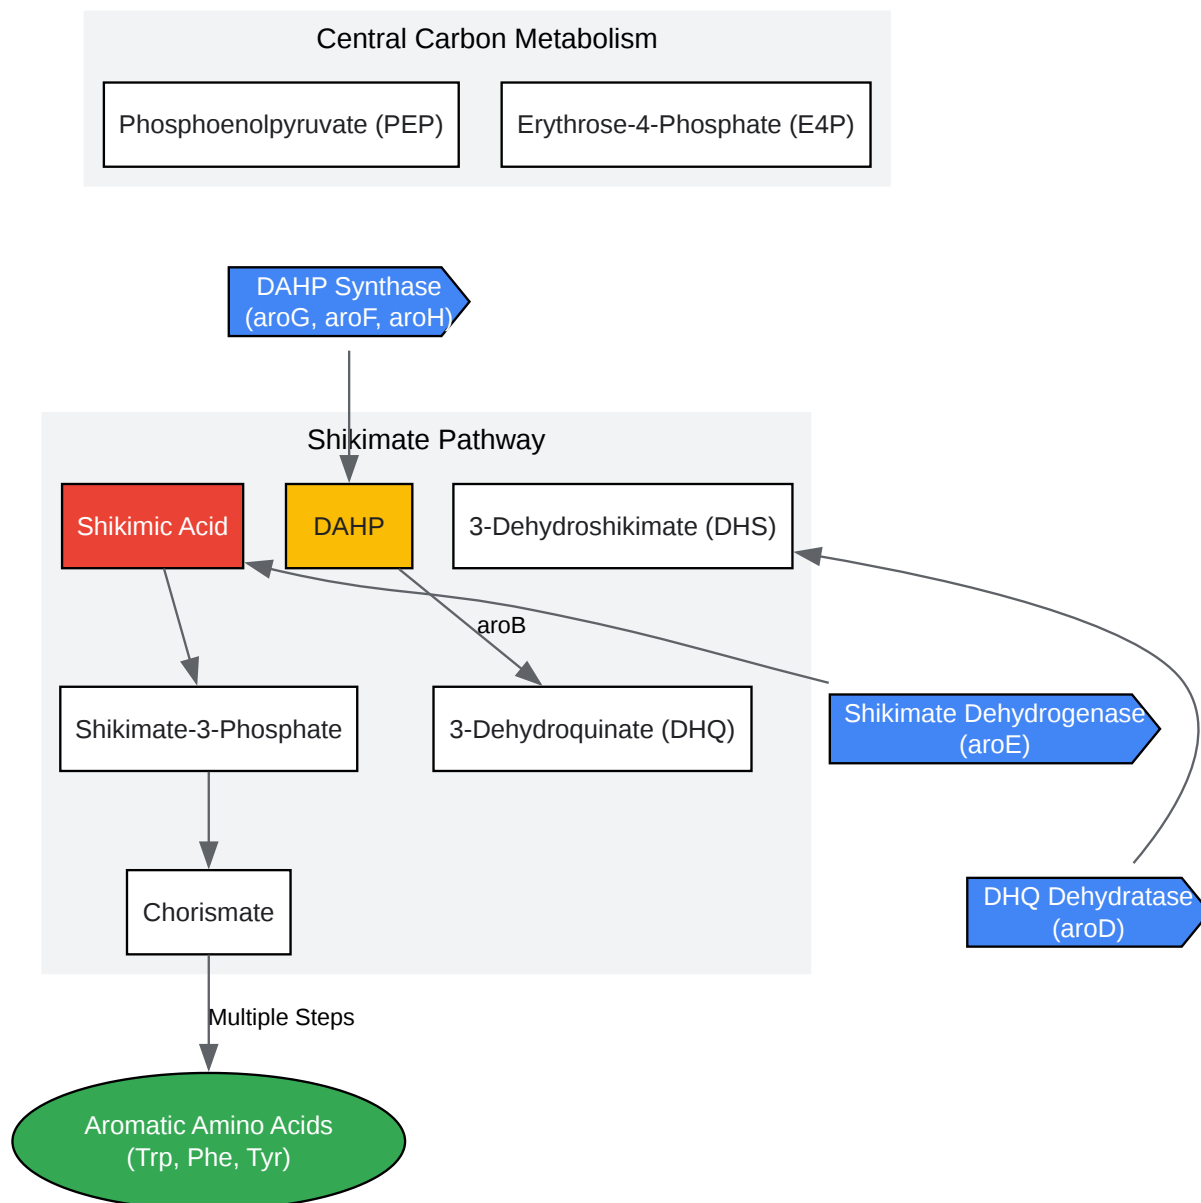 Central Carbon Metabolism
Phosphoenolpyruvate (PEP)
Erythrose-4-Phosphate (E4P)
DAHP Synthase
(aroG, aroF, aroH)
Shikimate Pathway
Shikimic Acid
DAHP
3-Dehydroshikimate (DHS)
aroB
Shikimate-3-Phosphate
3-Dehydroquinate (DHQ)
Shikimate Dehydrogenase
(aroE)
Chorismate
DHQ Dehydratase
(aroD)
Multiple Steps
Aromatic Amino Acids
(Trp, Phe, Tyr)